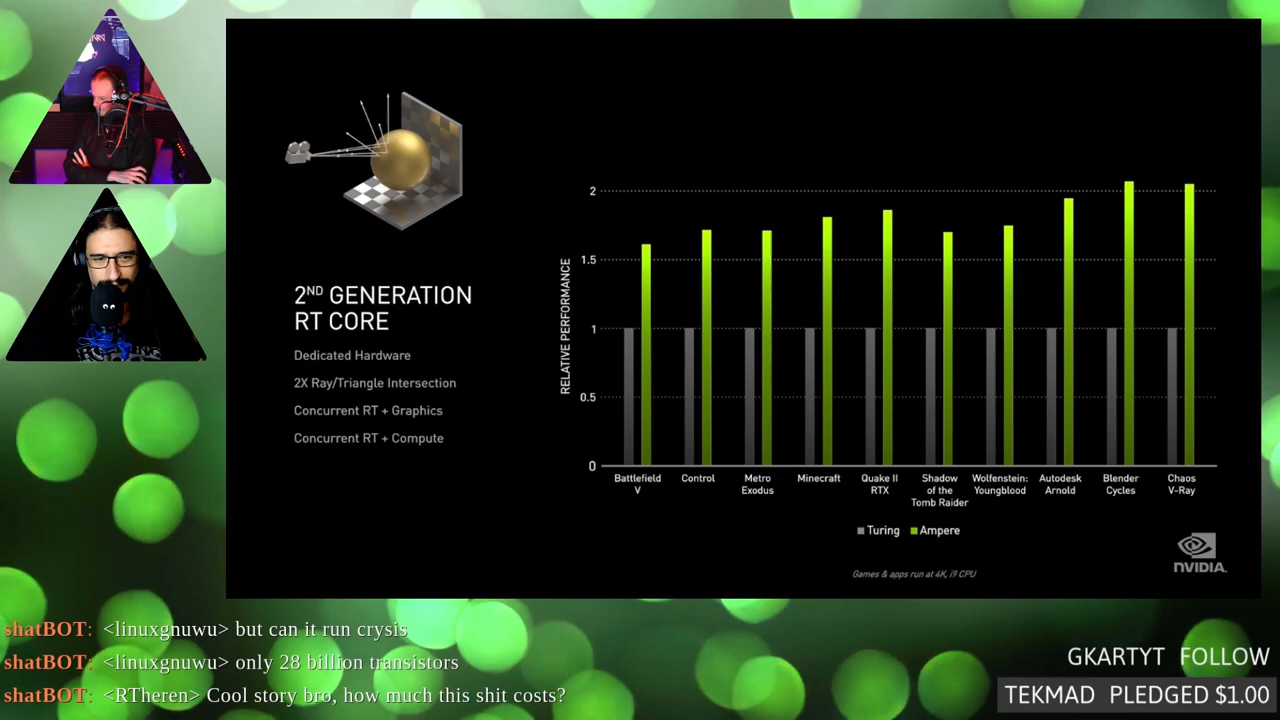 2ND GENERATION
RT CORE
Dedicated Hardware
2X Ray/Triangle Intersection
Concurrent RT + Graphics
Concurrent RT + Compute
RELATIVE PERFORMANCE
2
1.5
1
0.5
0
Battlefield
V
Control
Metro
Exodus
Minecraft
Quake II
RTX
Shadow
of the
Tomb Raider
Wolfenstein:
Youngblood
Autodesk
Arnold
Blender
Cycles
Chaos
V-Ray
Turing
Ampere
Games & apps run at 4K, i9 CPU
NVIDIA.
shatBOT: <linuxgnuwu> but can it run crysis
shatBOT: <linuxgnuwu> only 28 billion transistors
shatBOT: <RTheren> Cool story bro, how much this shit costs?
GKARTYT FOLLOW
TEKMAD PLEDGED $1.00